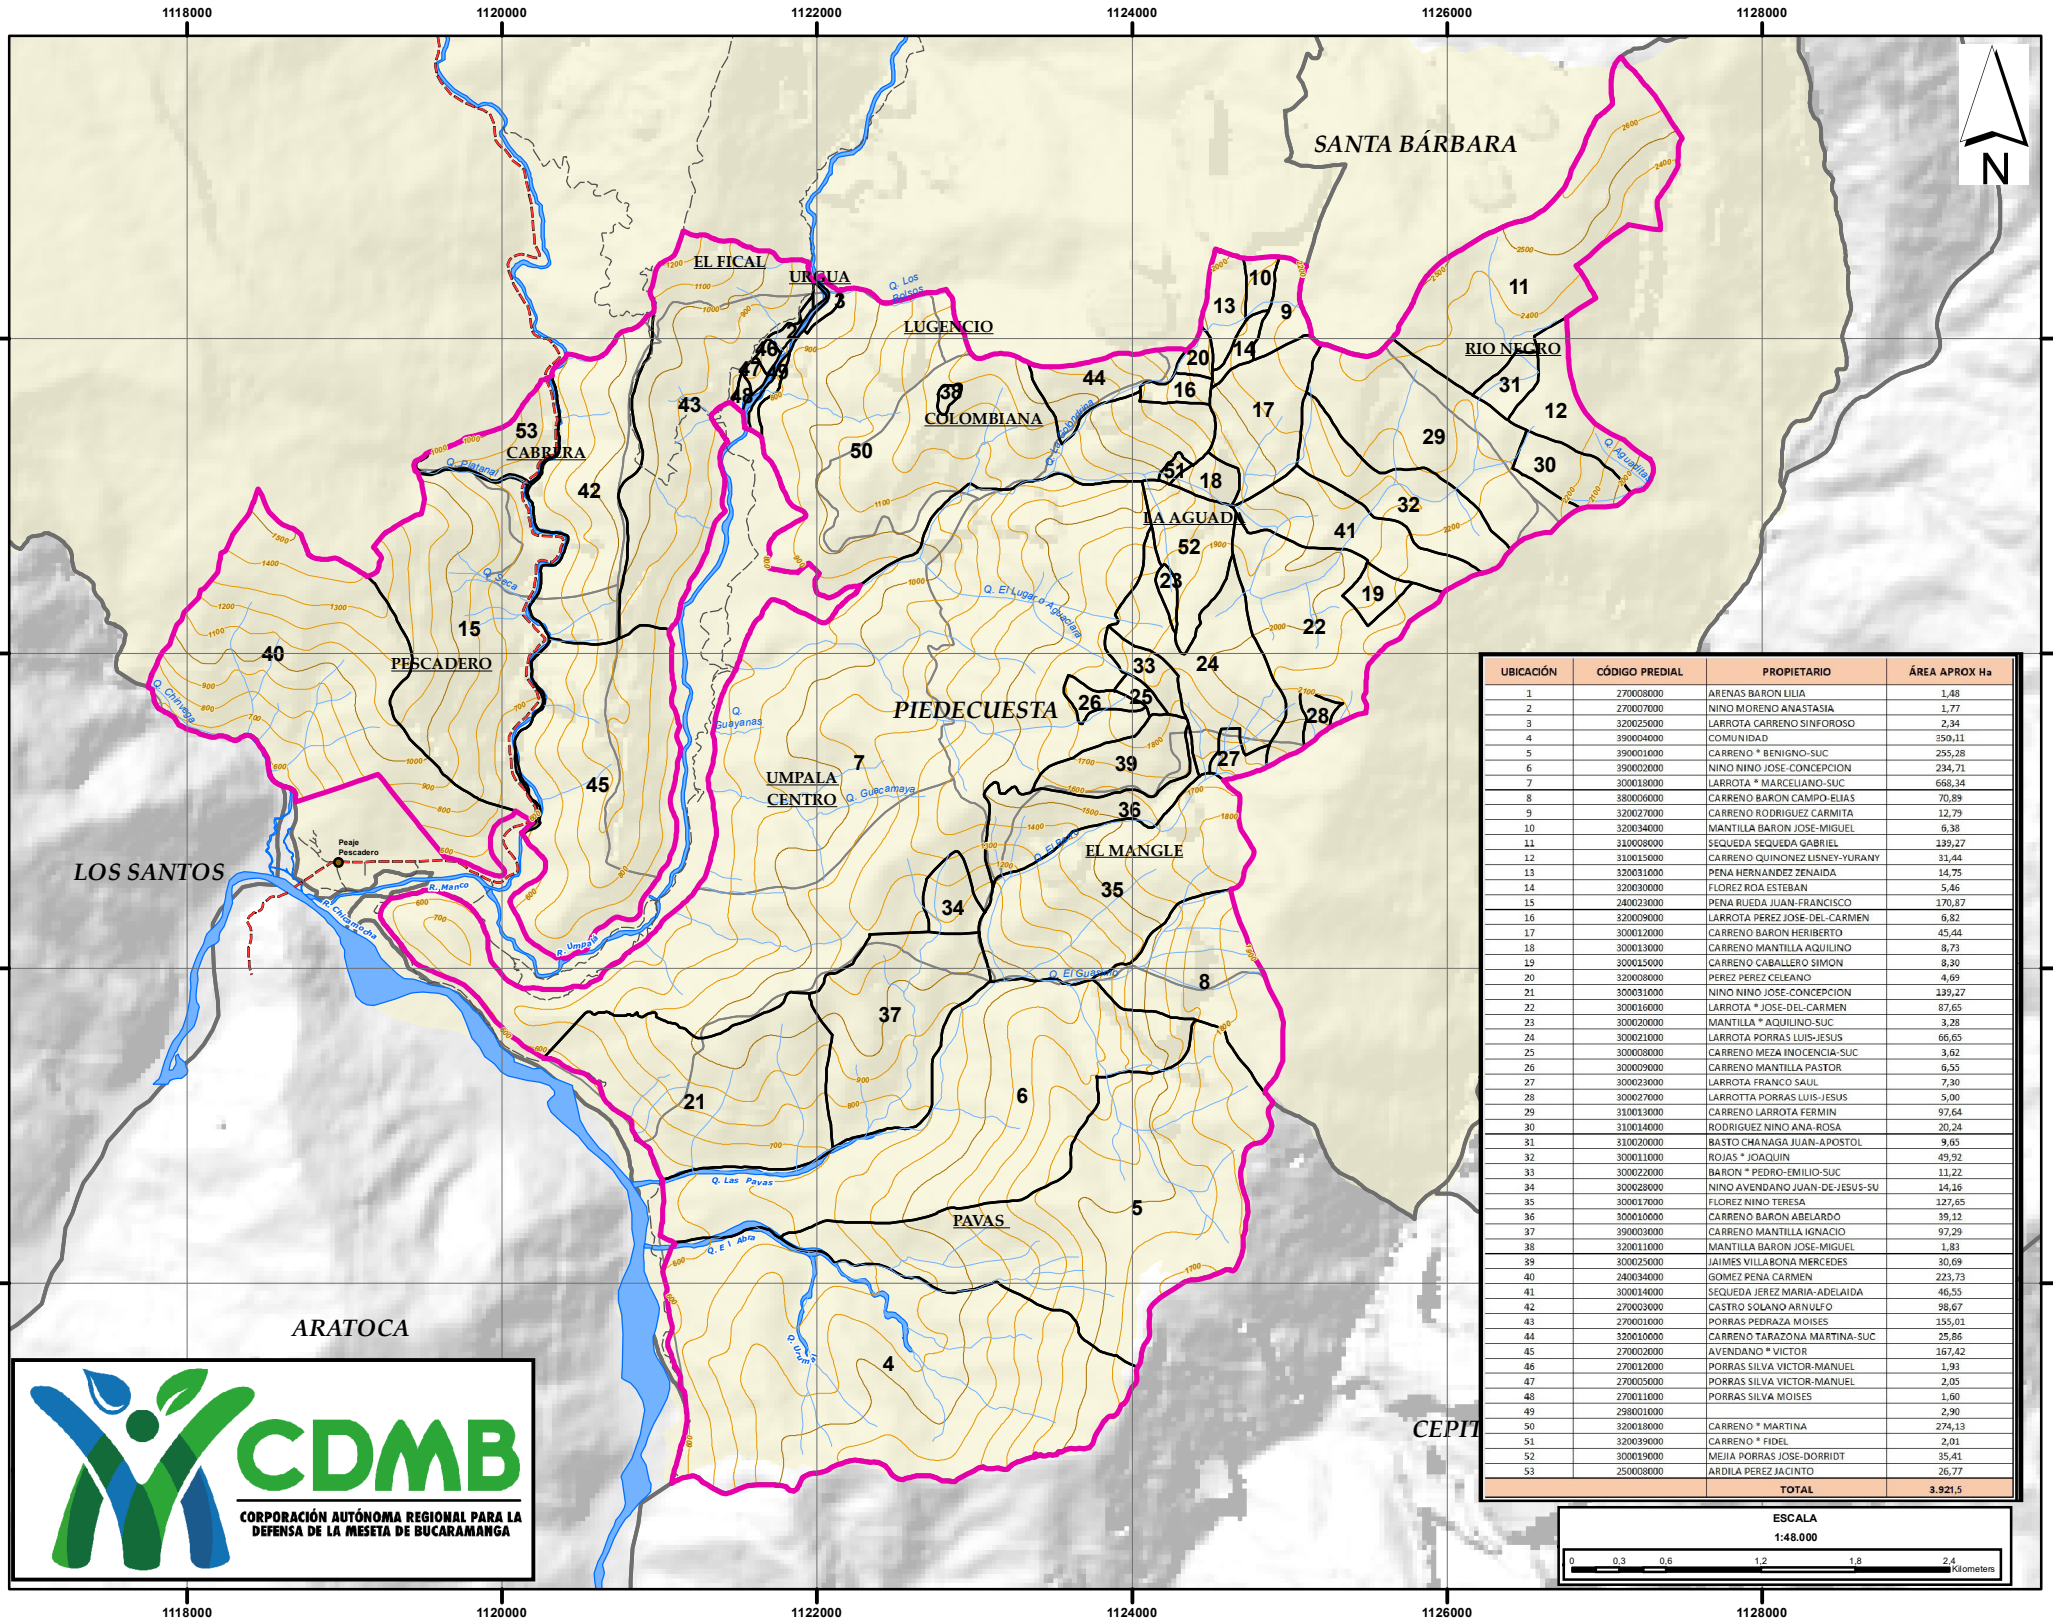 1118000
1120000
1122000
1124000
1126000
1128000
SANTA BÁRBARA
N
EL FICAL
URGUA
LUGENCIO
COLOMBIANA
RIO NEGRO
CABRERA
LA AGUADA
PESCADERO
PIEDECUESTA
UMPALA
CENTRO
EL MANGLE
PAVAS
LOS SANTOS
ARATOCA
CEPIT
Peaje
Pescadero
Q. Los
Bolsos
Q. La Golondrina
Q. Aguadita
Q. Platanal
Q. Seca
Q. Chinvega
Q. El Lugar o Aguaclara
Q.
Guayanas
Q. Guacamaya
R. Manco
R. Chicamocha
R. Umpalá
Q. Las Pavas
Q. El Abra
UBICACIÓN CÓDIGO PREDIAL PROPIETARIO ÁREA APROX Ha
1 270008000 ARENAS BARON LILIA 1,48
2 270007000 NINO MORENO ANASTASIA 1,77
3 320025000 LARROTA CARRENO SINFOROSO 2,34
4 390004000 COMUNIDAD 350,11
5 390001000 CARRENO * BENIGNO-SUC 255,28
6 390002000 NINO NINO JOSE-CONCEPCION 234,71
7 300018000 LARROTA * MARCELIANO-SUC 668,34
8 380006000 CARRENO BARON CAMPO-ELIAS 70,89
9 320027000 CARRENO RODRIGUEZ CARMITA 12,79
10 320034000 MANTILLA BARON JOSE-MIGUEL 6,38
11 310008000 SEQUEDA SEQUEDA GABRIEL 139,27
12 310015000 CARRENO QUINONEZ LISNEY-YURANY 31,44
13 320031000 PENA HERNANDEZ ZENAIDA 14,75
14 320030000 FLOREZ ROA ESTEBAN 5,46
15 240023000 PENA RUEDA JUAN-FRANCISCO 170,87
16 320009000 LARROTA PEREZ JOSE-DEL-CARMEN 6,82
17 300012000 CARRENO BARON HERIBERTO 45,44
18 300013000 CARRENO MANTILLA AQUILINO 8,73
19 300015000 CARRENO CABALLERO SIMON 8,30
20 320008000 PEREZ PEREZ CELEANO 4,69
21 300031000 NINO NINO JOSE-CONCEPCION 139,27
22 300016000 LARROTA * JOSE-DEL-CARMEN 87,65
23 300020000 MANTILLA * AQUILINO-SUC 3,28
24 300021000 LARROTA PORRAS LUIS-JESUS 66,65
25 300008000 CARRENO MEZA INOCENCIA-SUC 3,62
26 300009000 CARRENO MANTILLA PASTOR 6,55
27 300023000 LARROTA FRANCO SAUL 7,30
28 300027000 LARROTTA PORRAS LUIS-JESUS 5,00
29 310013000 CARRENO LARROTA FERMIN 97,64
30 310014000 RODRIGUEZ NINO ANA-ROSA 20,24
31 310020000 BASTO CHANAGA JUAN-APOSTOL 9,65
32 300011000 ROJAS * JOAQUIN 49,92
33 300022000 BARON * PEDRO-EMILIO-SUC 11,22
34 300028000 NINO AVENDANO JUAN-DE-JESUS-SU 14,16
35 300017000 FLOREZ NINO TERESA 127,65
36 300010000 CARRENO BARON ABELARDO 39,12
37 390003000 CARRENO MANTILLA IGNACIO 97,29
38 320011000 MANTILLA BARON JOSE-MIGUEL 1,83
39 300025000 JAIMES VILLABONA MERCEDES 30,69
40 240034000 GOMEZ PENA CARMEN 223,73
41 300014000 SEQUEDA JEREZ MARIA-ADELAIDA 46,55
42 270003000 CASTRO SOLANO ARNULFO 98,67
43 270001000 PORRAS PEDRAZA MOISES 155,01
44 320010000 CARRENO TARAZONA MARTINA-SUC 25,86
45 270002000 AVENDANO * VICTOR 167,42
46 270012000 PORRAS SILVA VICTOR-MANUEL 1,93
47 270005000 PORRAS SILVA VICTOR-MANUEL 2,05
48 270011000 PORRAS SILVA MOISES 1,60
49 298001000 2,90
50 320018000 CARRENO * MARTINA 274,13
51 320039000 CARRENO * FIDEL 2,01
52 300019000 MEJIA PORRAS JOSE-DORRIDT 35,41
53 250008000 ARDILA PEREZ JACINTO 26,77
TOTAL 3.921,5
ESCALA
1:48.000
0 0,3 0,6 1,2 1,8 2,4
Kilometers
CDMB
CORPORACIÓN AUTÓNOMA REGIONAL PARA LA
DEFENSA DE LA MESETA DE BUCARAMANGA
1118000
1120000
1122000
1124000
1126000
1128000